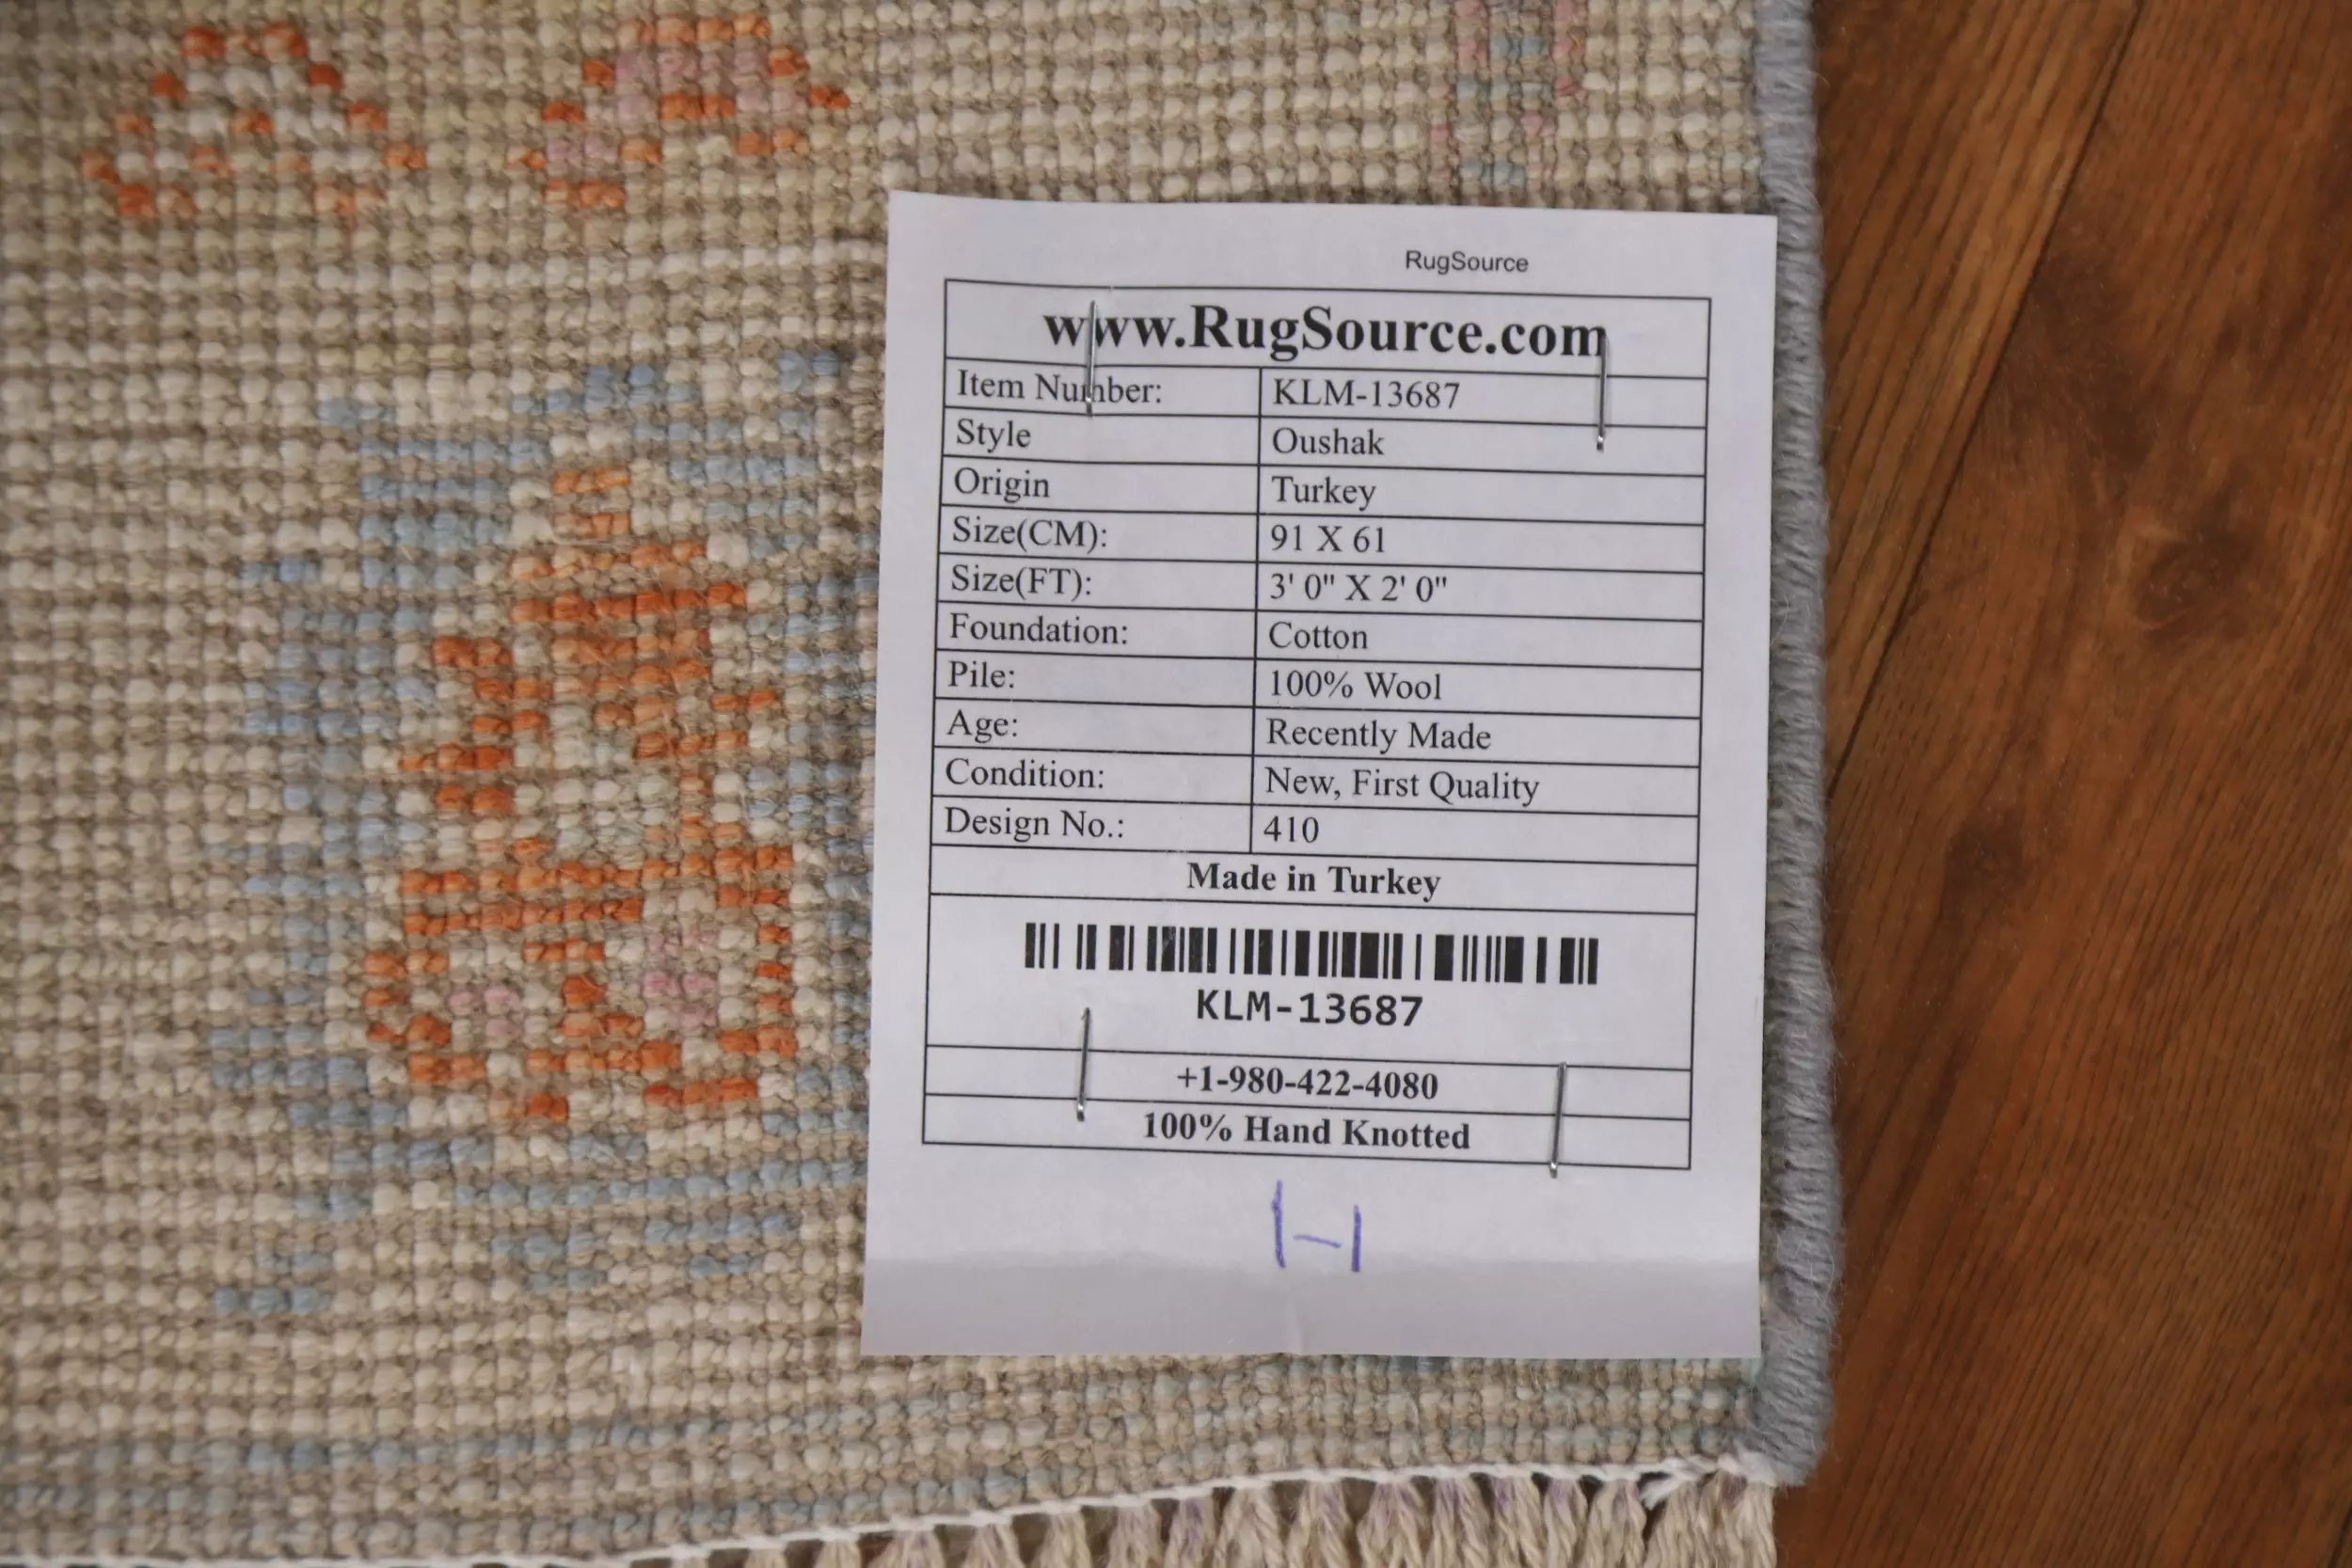 RugSource
www.RugSource.com
Item Number: KLM-13687
Style Oushak
Origin Turkey
Size(CM): 91 X 61
Size(FT): 3' 0" X 2' 0"
Foundation: Cotton
Pile: 100% Wool
Age: Recently Made
Condition: New, First Quality
Design No.: 410
Made in Turkey
KLM-13687
+1-980-422-4080
100% Hand Knotted
1-1